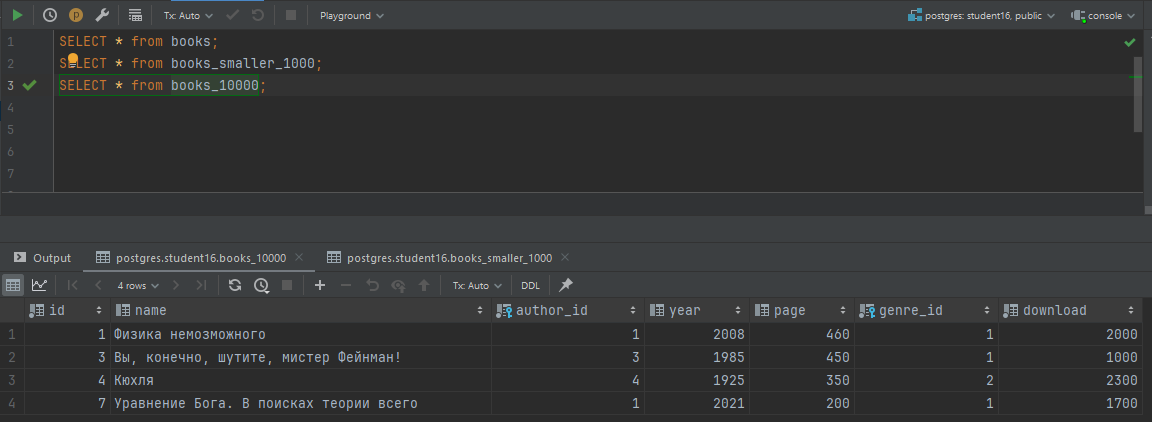 Tx: Auto Playground postgres: student16, public console
1 SELECT * from books;
2 SELECT * from books_smaller_1000;
3 SELECT * from books_10000;
4
5
6
7
Output postgres.student16.books_10000 postgres.student16.books_smaller_1000
4 rows Tx: Auto DDL
id name author_id year page genre_id download
1 1 Физика немозможного 1 2008 460 1 2000
2 3 Вы, конечно, шутите, мистер Фейнман! 3 1985 450 1 1000
3 4 Кюхля 4 1925 350 2 2300
4 7 Уравнение Бога. В поисках теории всего 1 2021 200 1 1700